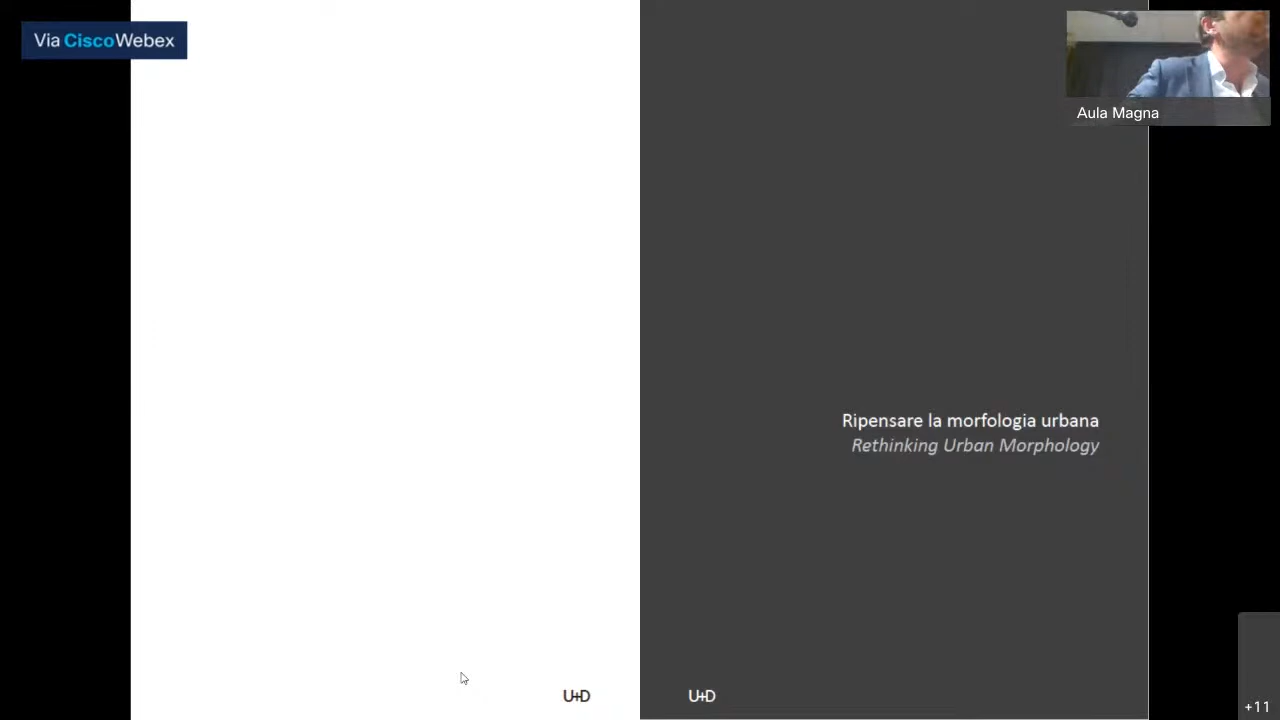 Via CiscoWebex
Aula Magna
Ripensare la morfologia urbana
Rethinking Urban Morphology
U+D
U+D
+11